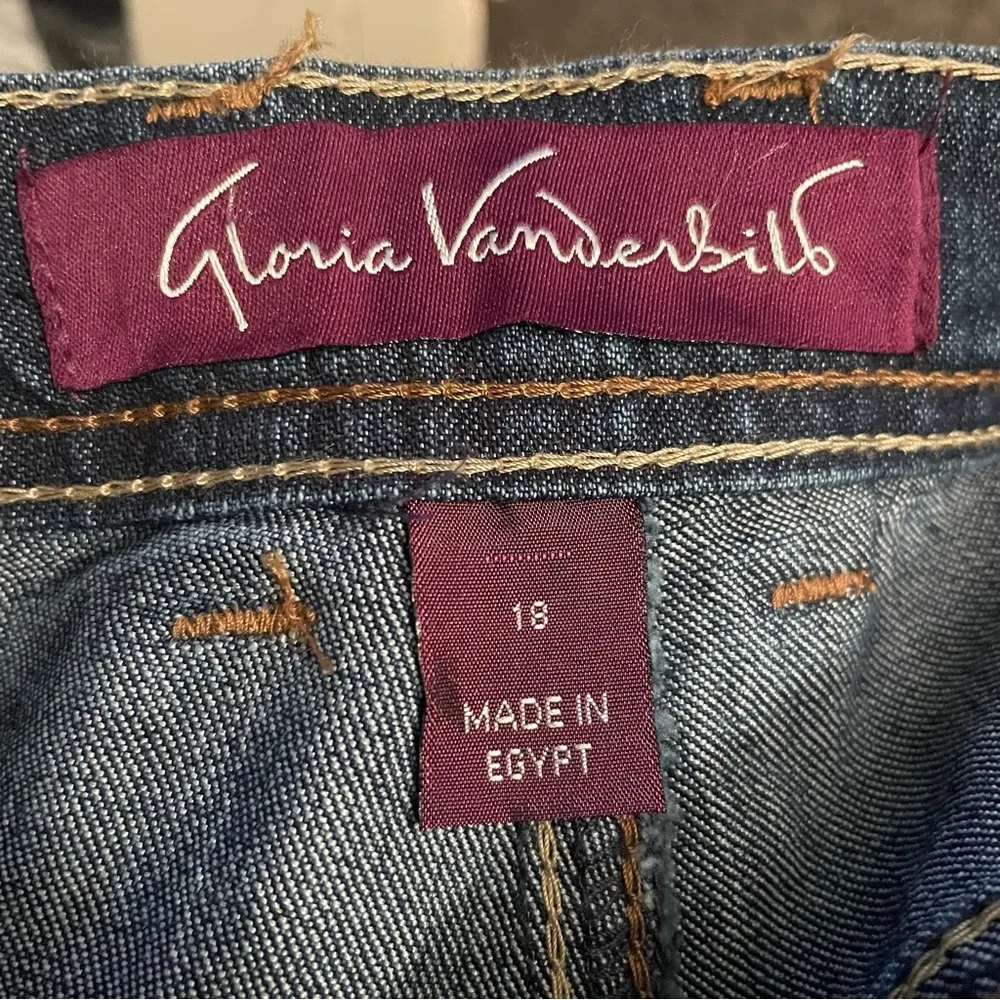 Gloria Vanderbilt
18
MADE IN
EGYPT